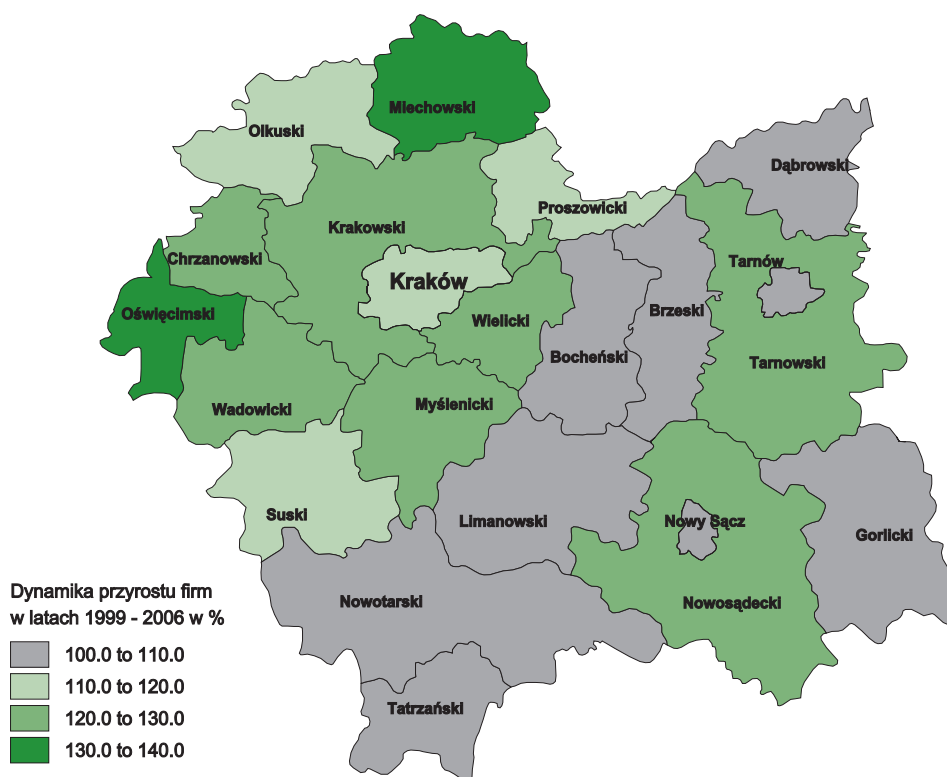 Miechowski
Olkuski
Dąbrowski
Proszowicki
Krakowski
Chrzanowski
Tarnów
Kraków
Oświęcimski
Wielicki
Brzeski
Bocheński
Tarnowski
Wadowicki
Myślenicki
Suski
Limanowski
Nowy Sącz
Gorlicki
Nowotarski
Nowosądecki
Tatrzański
Dynamika przyrostu firm
w latach 1999 - 2006 w %
100.0 to 110.0
110.0 to 120.0
120.0 to 130.0
130.0 to 140.0